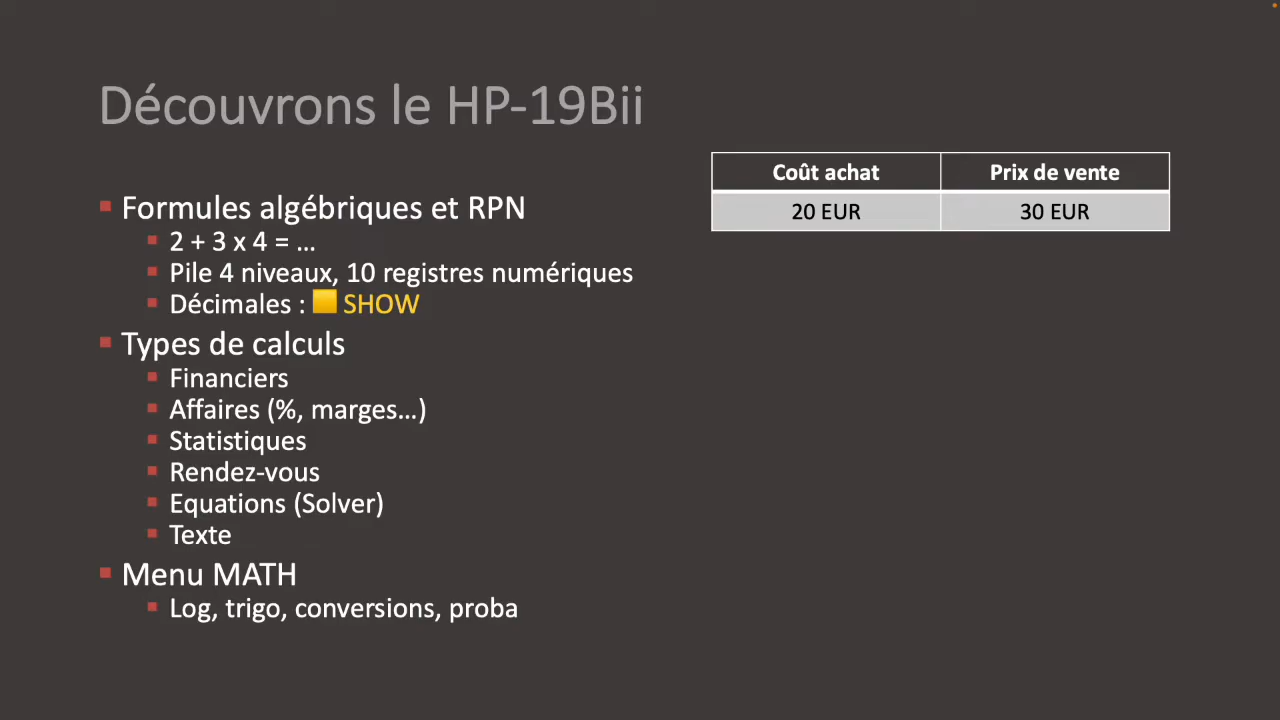 Découvrons le HP-19Bii
Formules algébriques et RPN
2 + 3 x 4 = ...
Pile 4 niveaux, 10 registres numériques
Décimales : SHOW
Types de calculs
Financiers
Affaires (%, marges...)
Statistiques
Rendez-vous
Equations (Solver)
Texte
Menu MATH
Log, trigo, conversions, proba
Coût achat Prix de vente
20 EUR 30 EUR